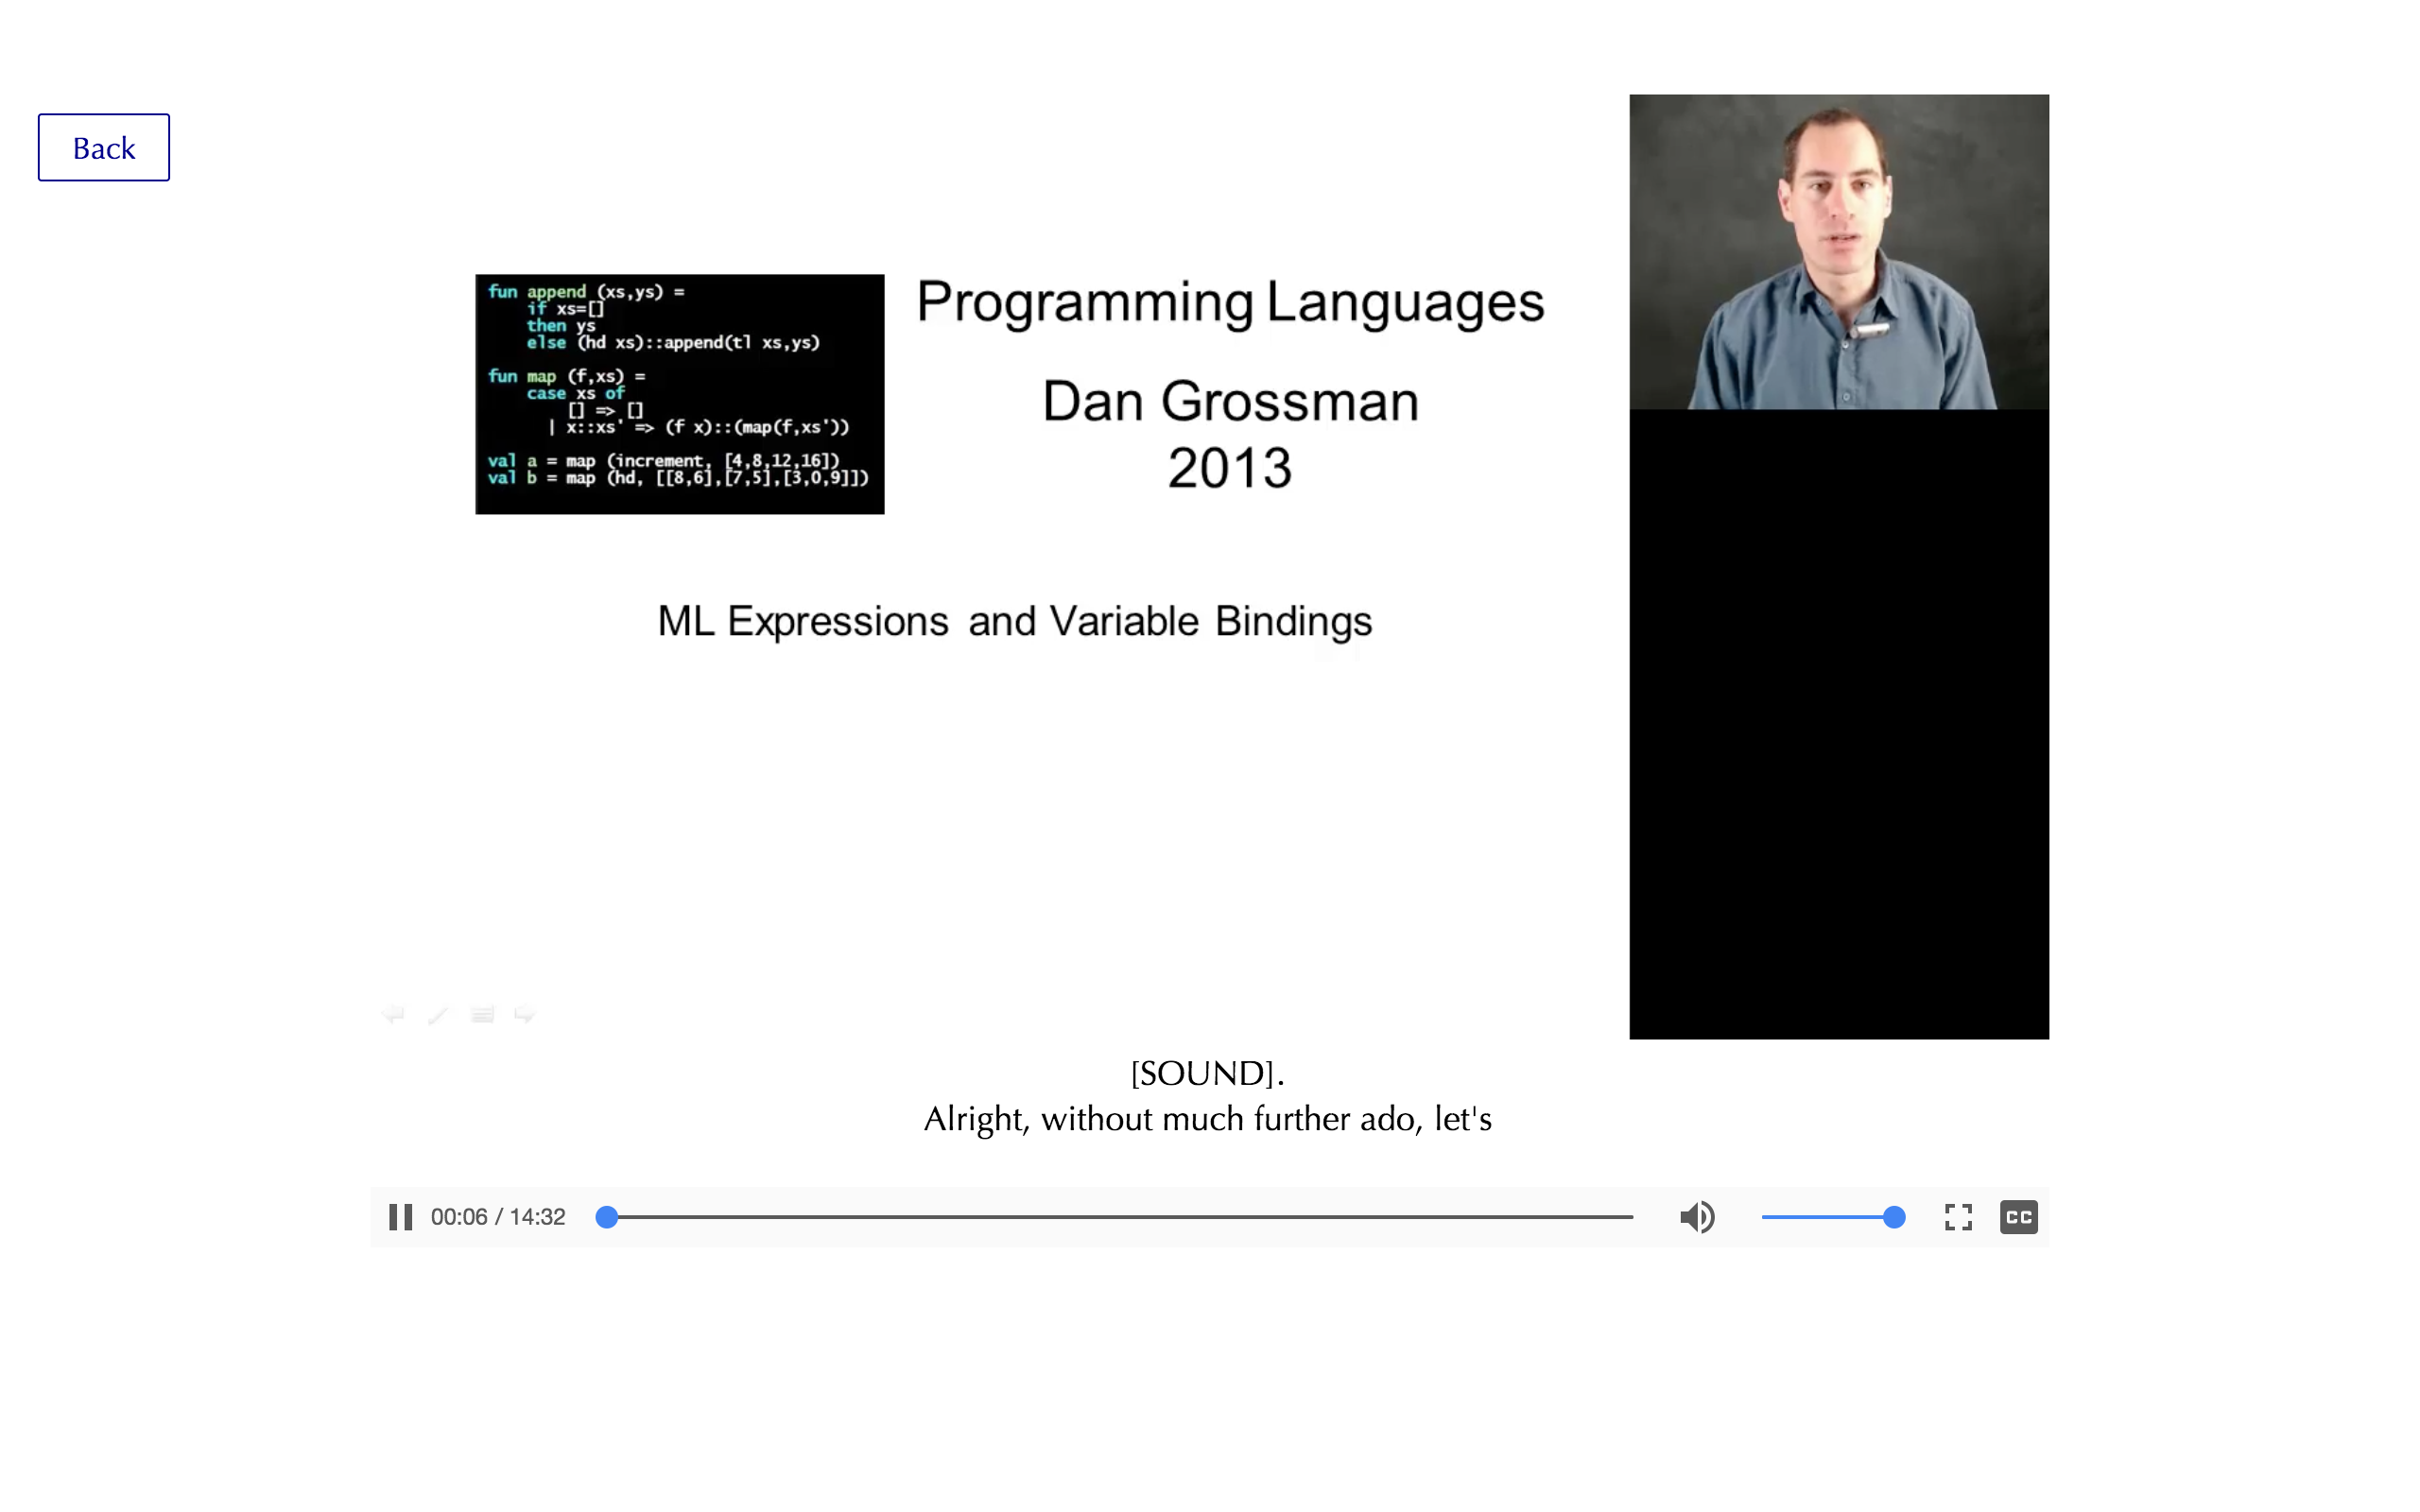 Back
fun append (xs,ys) =
if xs=[]
then ys
else (hd xs)::append(tl xs,ys)
fun map (f,xs) =
case xs of
[] => []
| x::xs' => (f x)::(map(f,xs'))
val a = map (increment, [4,8,12,16])
val b = map (hd, [[8,6],[7,5],[3,0,9]])
Programming Languages
Dan Grossman
2013
ML Expressions and Variable Bindings
[SOUND].
Alright, without much further ado, let's
00:06 / 14:32
CC